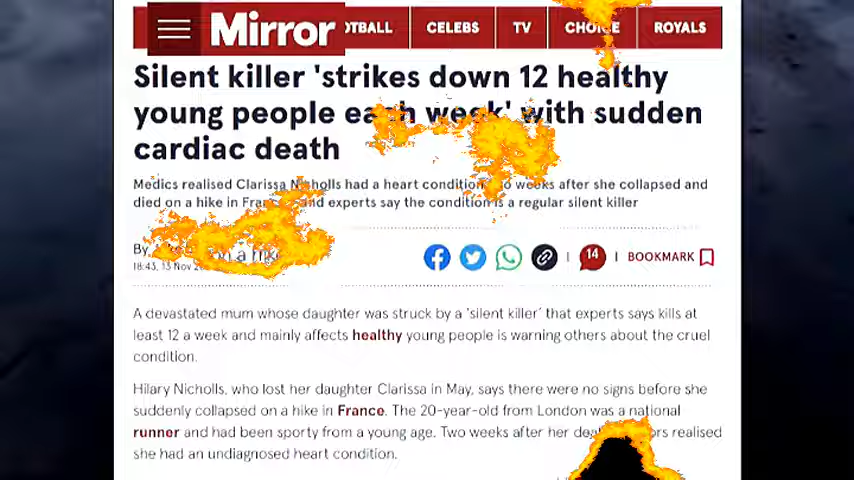 Mirror OTBALL CELEBS TV ROYALS
Silent killer 'strikes down 12 healthy
young people each week' with sudden
cardiac death
Medics realised Clarissa Nicholls had a heart condition weeks after she collapsed and
died on a hike in and experts say the condition is a regular silent killer
By
18:43, 13 Nov
14 BOOKMARK
A devastated mum whose daughter was struck by a 'silent killer' that experts says kills at
least 12 a week and mainly affects healthy young people is warning others about the cruel
condition.
Hilary Nicholls, who lost her daughter Clarissa in May, says there were no signs before she
suddenly collapsed on a hike in France. The 20-year-old from London was a national
runner and had been sporty from a young age. Two weeks after her realised
she had an undiagnosed heart condition.